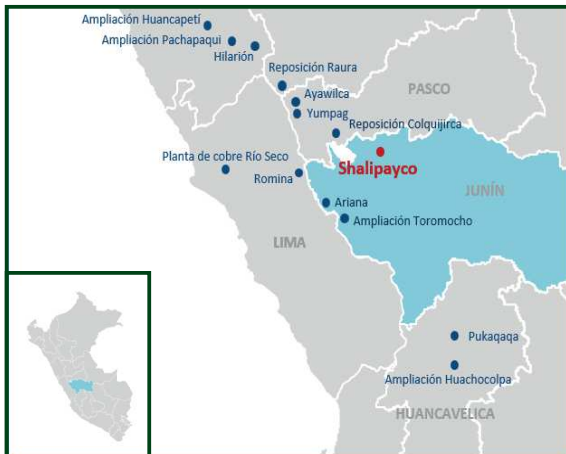 Ampliación Huancapetí
Ampliación Pachapaqui
Hilarión
Reposición Raura
Ayawilca
PASCO
Yumpag
Reposición Colquijirca
Planta de cobre Río Seco
Shalipayco
Romina
JUNÍN
Ariana
Ampliación Toromocho
LIMA
Pukaqaqa
Ampliación Huachocolpa
HUANCAVELICA